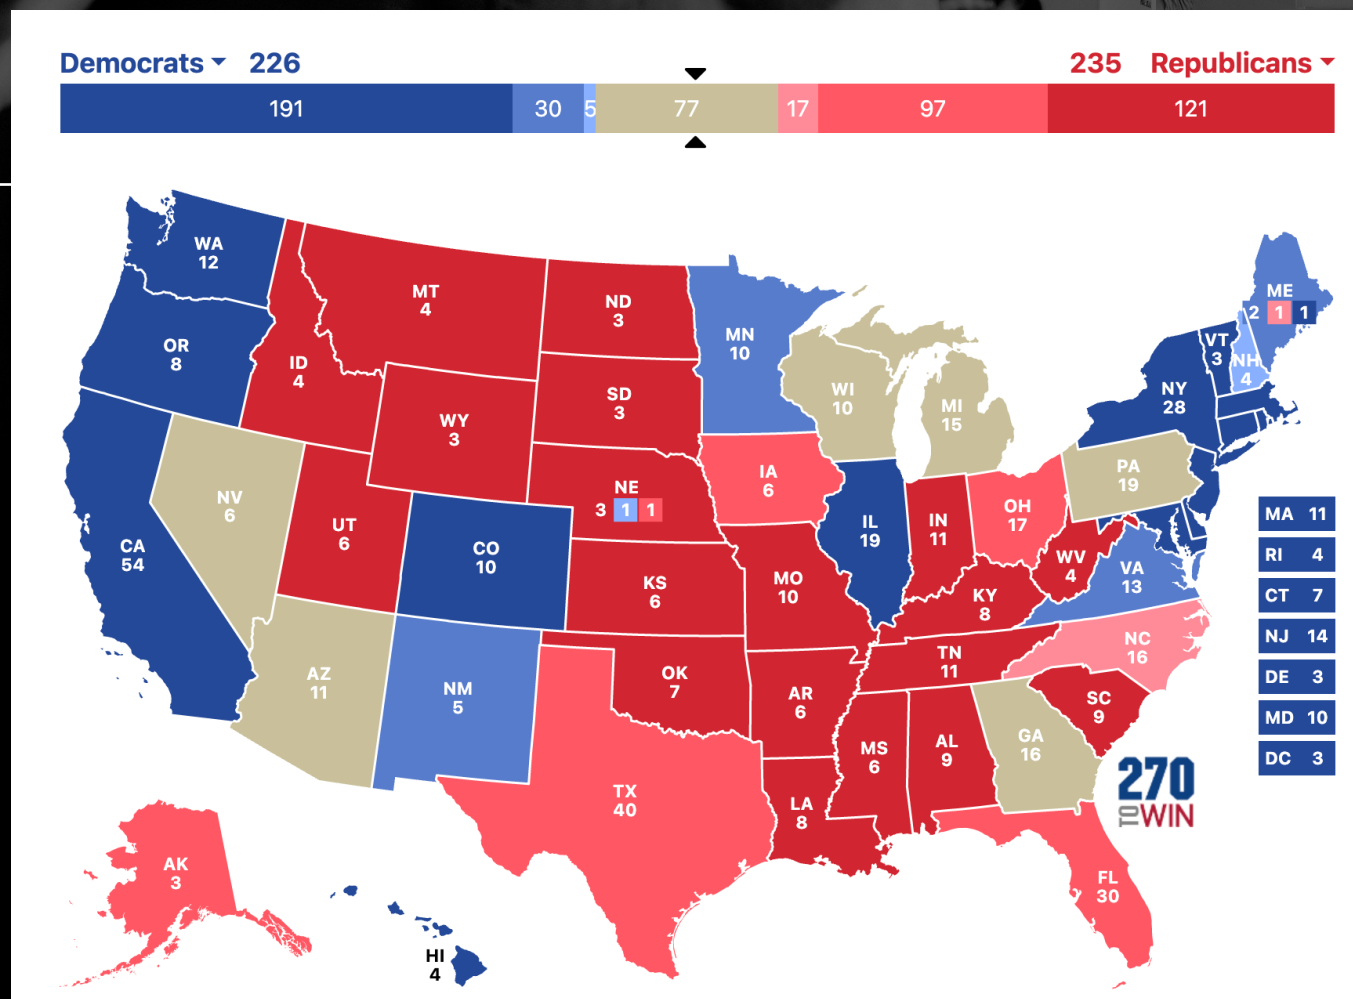 Democrats 226
235 Republicans
191 30 5 77 17 97 121
WA
12
OR
8
CA
54
NV
6
ID
4
MT
4
WY
3
UT
6
AZ
11
CO
10
NM
5
ND
3
SD
3
NE
3 1 1
KS
6
OK
7
TX
40
MN
10
IA
6
MO
10
AR
6
LA
8
WI
10
IL
19
MS
6
MI
15
IN
11
KY
8
TN
11
AL
9
OH
17
WV
4
GA
16
FL
30
PA
19
VA
13
NC
16
SC
9
NY
28
VT
3
NH
4
ME
2 1 1
MA 11
RI 4
CT 7
NJ 14
DE 3
MD 10
DC 3
AK
3
HI
4
270
TO WIN